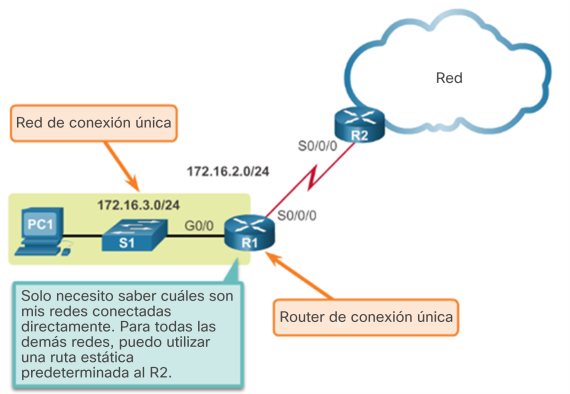 Red
Red de conexión única
R2
S0/0/0
172.16.2.0/24
172.16.3.0/24
PC1
G0/0
S0/0/0
S1
R1
Solo necesito saber cuáles son
mis redes conectadas
directamente. Para todas las
demás redes, puedo utilizar
una ruta estática
predeterminada al R2.
Router de conexión única